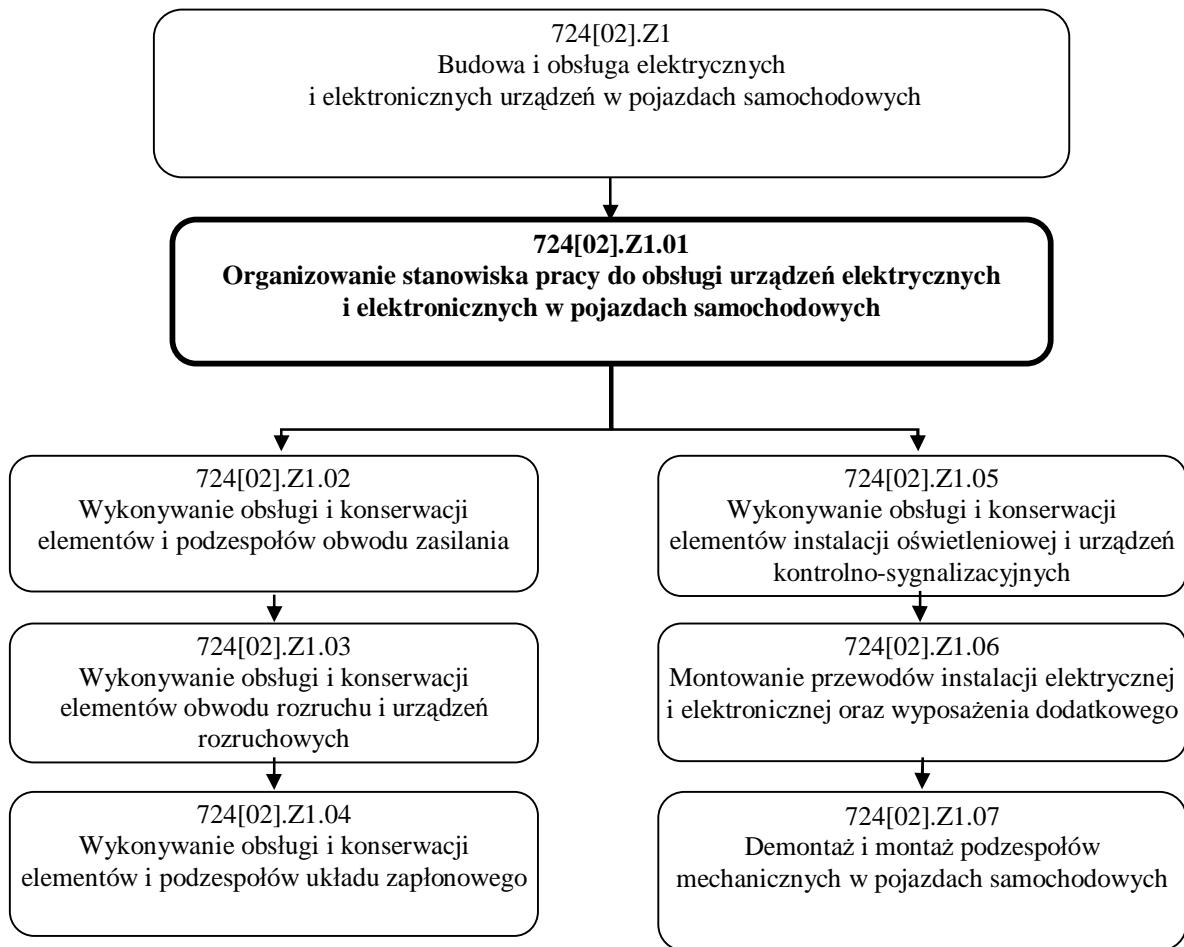 724[02].Z1
Budowa i obsługa elektrycznych
i elektronicznych urządzeń w pojazdach samochodowych
724[02].Z1.01
Organizowanie stanowiska pracy do obsługi urządzeń elektrycznych
i elektronicznych w pojazdach samochodowych
724[02].Z1.02
Wykonywanie obsługi i konserwacji
elementów i podzespołów obwodu zasilania
724[02].Z1.03
Wykonywanie obsługi i konserwacji
elementów obwodu rozruchu i urządzeń
rozruchowych
724[02].Z1.04
Wykonywanie obsługi i konserwacji
elementów i podzespołów układu zapłonowego
724[02].Z1.05
Wykonywanie obsługi i konserwacji
elementów instalacji oświetleniowej i urządzeń
kontrolno-sygnalizacyjnych
724[02].Z1.06
Montowanie przewodów instalacji elektrycznej
i elektronicznej oraz wyposażenia dodatkowego
724[02].Z1.07
Demontaż i montaż podzespołów
mechanicznych w pojazdach samochodowych